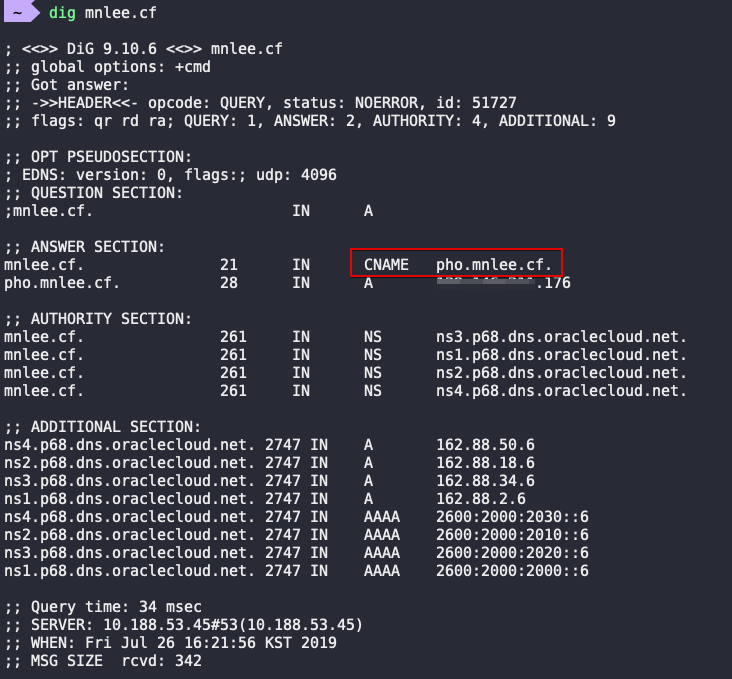 ~ dig mnlee.cf
; <<>> DiG 9.10.6 <<>> mnlee.cf
;; global options: +cmd
;; Got answer:
;; ->>HEADER<<- opcode: QUERY, status: NOERROR, id: 51727
;; flags: qr rd ra; QUERY: 1, ANSWER: 2, AUTHORITY: 4, ADDITIONAL: 9
;; OPT PSEUDOSECTION:
; EDNS: version: 0, flags:; udp: 4096
;; QUESTION SECTION:
;mnlee.cf. IN A
;; ANSWER SECTION:
mnlee.cf. 21 IN CNAME pho.mnlee.cf.
pho.mnlee.cf. 28 IN A .176
;; AUTHORITY SECTION:
mnlee.cf. 261 IN NS ns3.p68.dns.oraclecloud.net.
mnlee.cf. 261 IN NS ns1.p68.dns.oraclecloud.net.
mnlee.cf. 261 IN NS ns2.p68.dns.oraclecloud.net.
mnlee.cf. 261 IN NS ns4.p68.dns.oraclecloud.net.
;; ADDITIONAL SECTION:
ns4.p68.dns.oraclecloud.net. 2747 IN A 162.88.50.6
ns2.p68.dns.oraclecloud.net. 2747 IN A 162.88.18.6
ns3.p68.dns.oraclecloud.net. 2747 IN A 162.88.34.6
ns1.p68.dns.oraclecloud.net. 2747 IN A 162.88.2.6
ns4.p68.dns.oraclecloud.net. 2747 IN AAAA 2600:2000:2030::6
ns2.p68.dns.oraclecloud.net. 2747 IN AAAA 2600:2000:2010::6
ns3.p68.dns.oraclecloud.net. 2747 IN AAAA 2600:2000:2020::6
ns1.p68.dns.oraclecloud.net. 2747 IN AAAA 2600:2000:2000::6
;; Query time: 34 msec
;; SERVER: 10.188.53.45#53(10.188.53.45)
;; WHEN: Fri Jul 26 16:21:56 KST 2019
;; MSG SIZE rcvd: 342